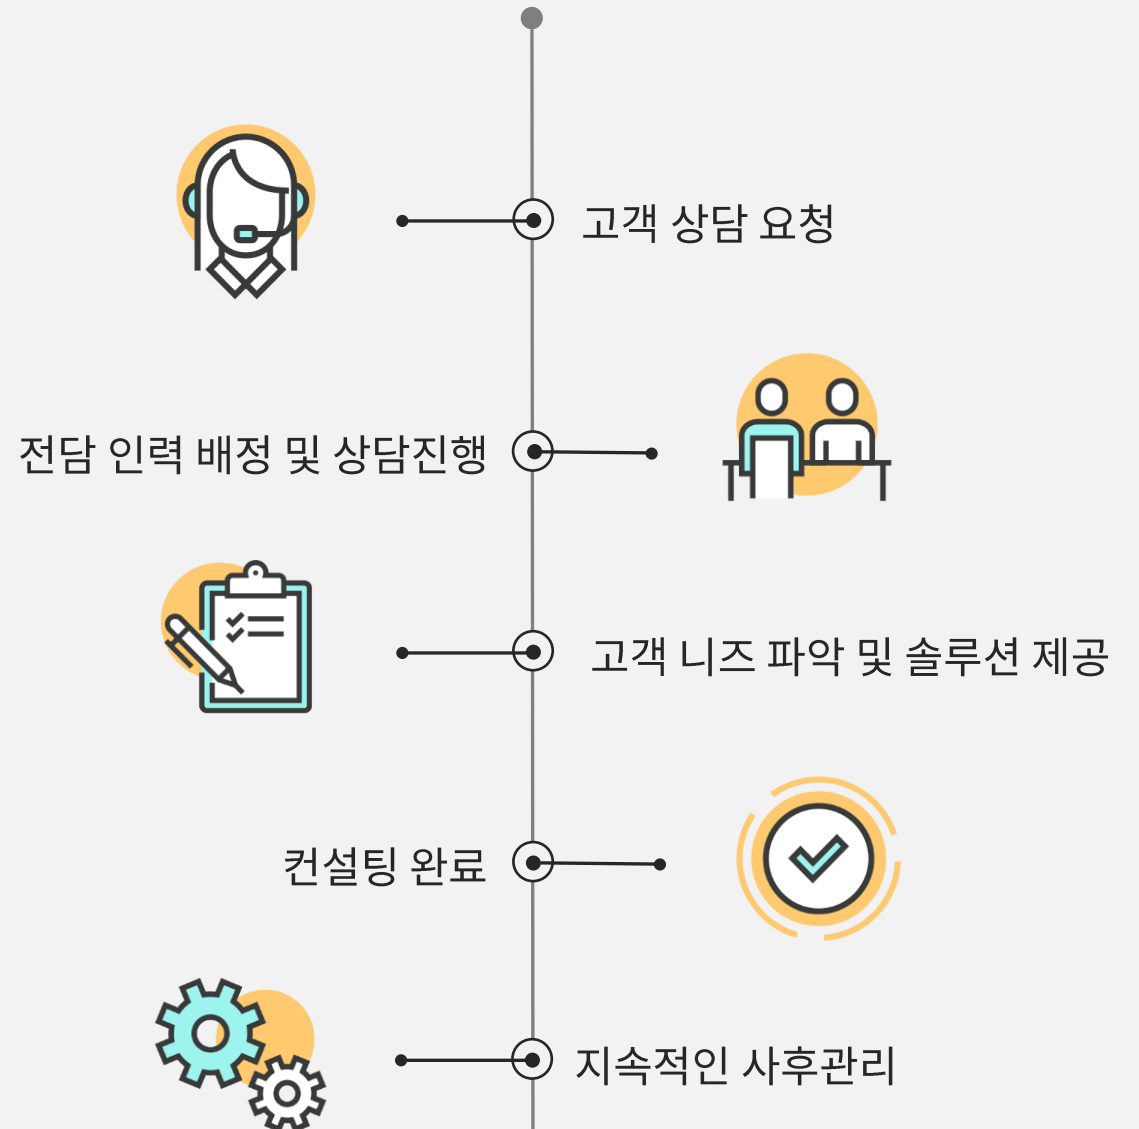 고객 상담 요청
전담 인력 배정 및 상담진행
고객 니즈 파악 및 솔루션 제공
컨설팅 완료
지속적인 사후관리